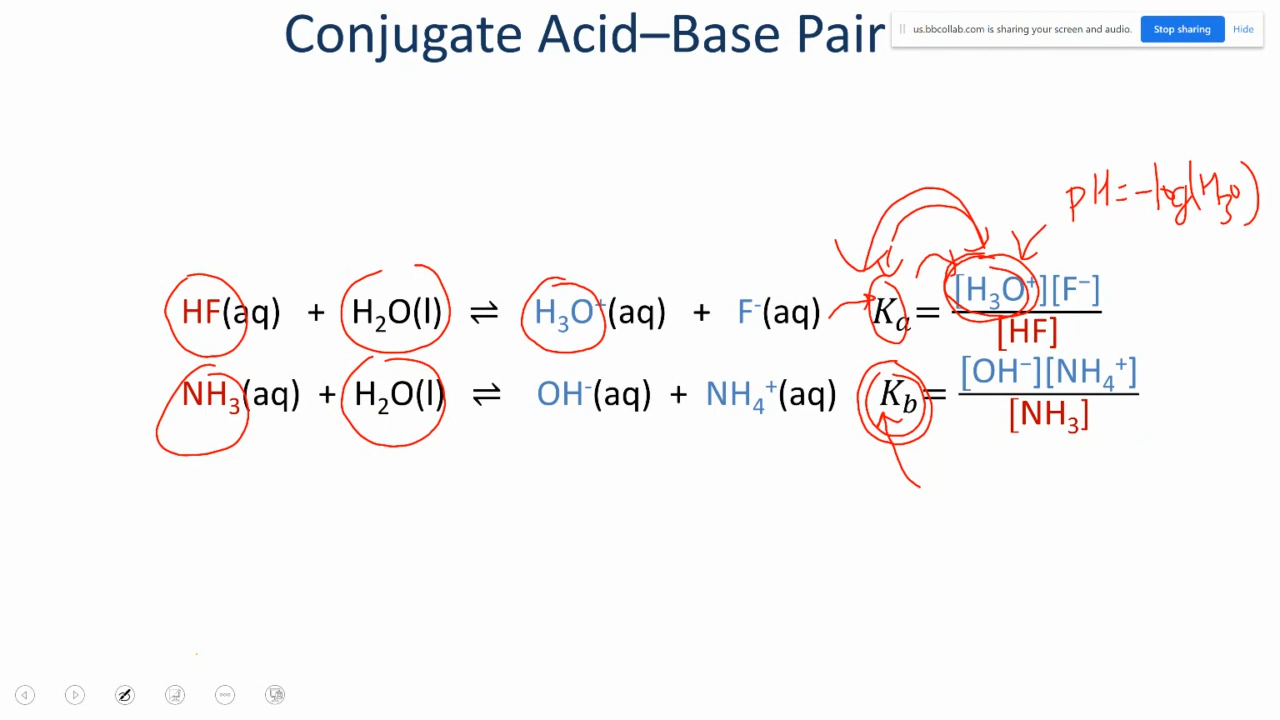 Conjugate Acid–Base Pair
us.bbcollab.com is sharing your screen and audio. Stop sharing Hide
pH = -log(H₃O)
HF(aq) + H₂O(l) ⇌ H₃O⁺(aq) + F⁻(aq) Kₐ = [H₃O⁺][F⁻] / [HF]
NH₃(aq) + H₂O(l) ⇌ OH⁻(aq) + NH₄⁺(aq) K_b = [OH⁻][NH₄⁺] / [NH₃]